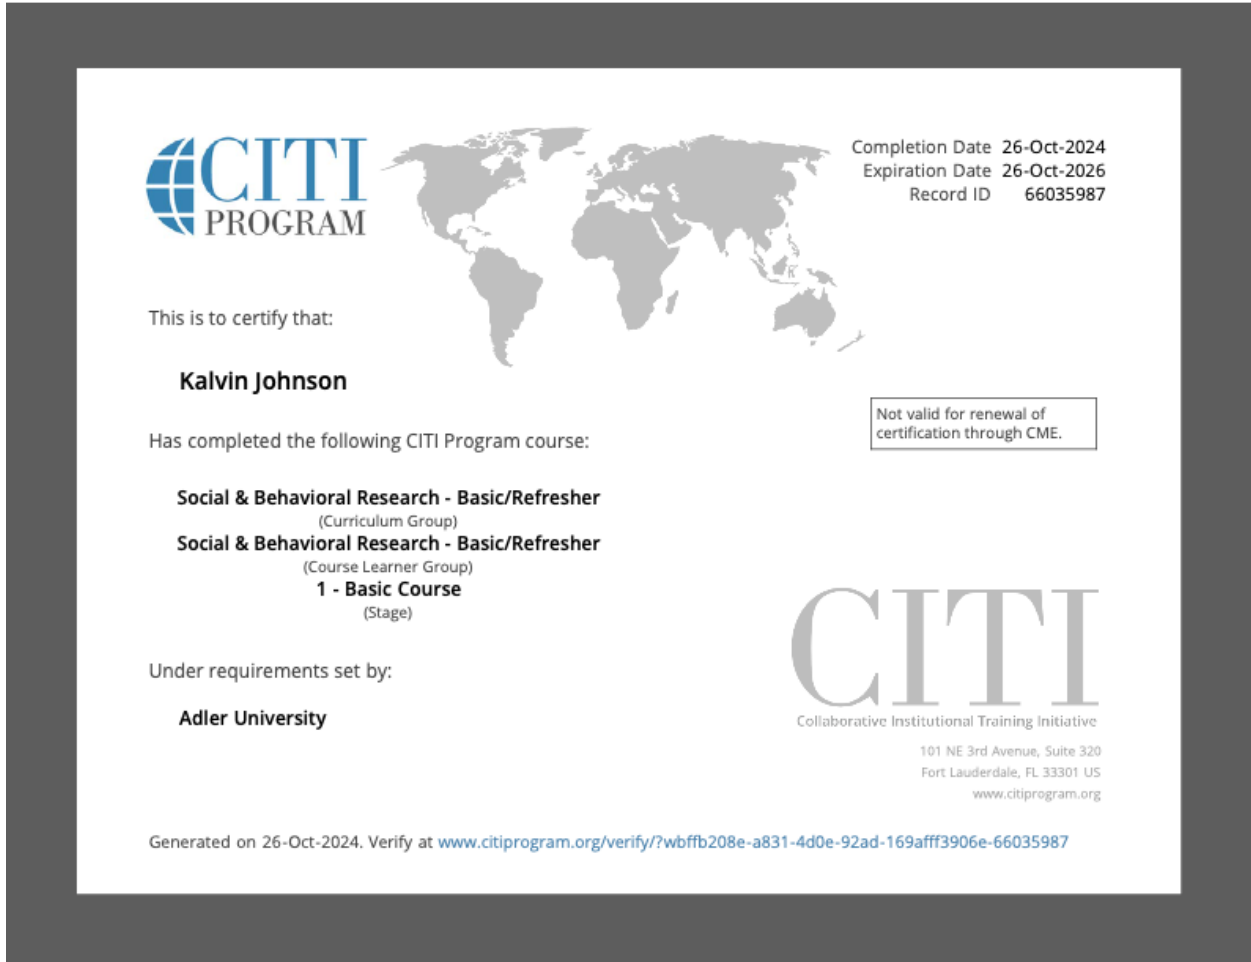 CITI
PROGRAM
Completion Date 26-Oct-2024
Expiration Date 26-Oct-2026
Record ID 66035987
This is to certify that:
Kalvin Johnson
Not valid for renewal of
certification through CME.
Has completed the following CITI Program course:
Social & Behavioral Research - Basic/Refresher
(Curriculum Group)
Social & Behavioral Research - Basic/Refresher
(Course Learner Group)
1 - Basic Course
(Stage)
Under requirements set by:
Adler University
CITI
Collaborative Institutional Training Initiative
101 NE 3rd Avenue, Suite 320
Fort Lauderdale, FL 33301 US
www.citiprogram.org
Generated on 26-Oct-2024. Verify at www.citiprogram.org/verify/?wbffb208e-a831-4d0e-92ad-169afff3906e-66035987